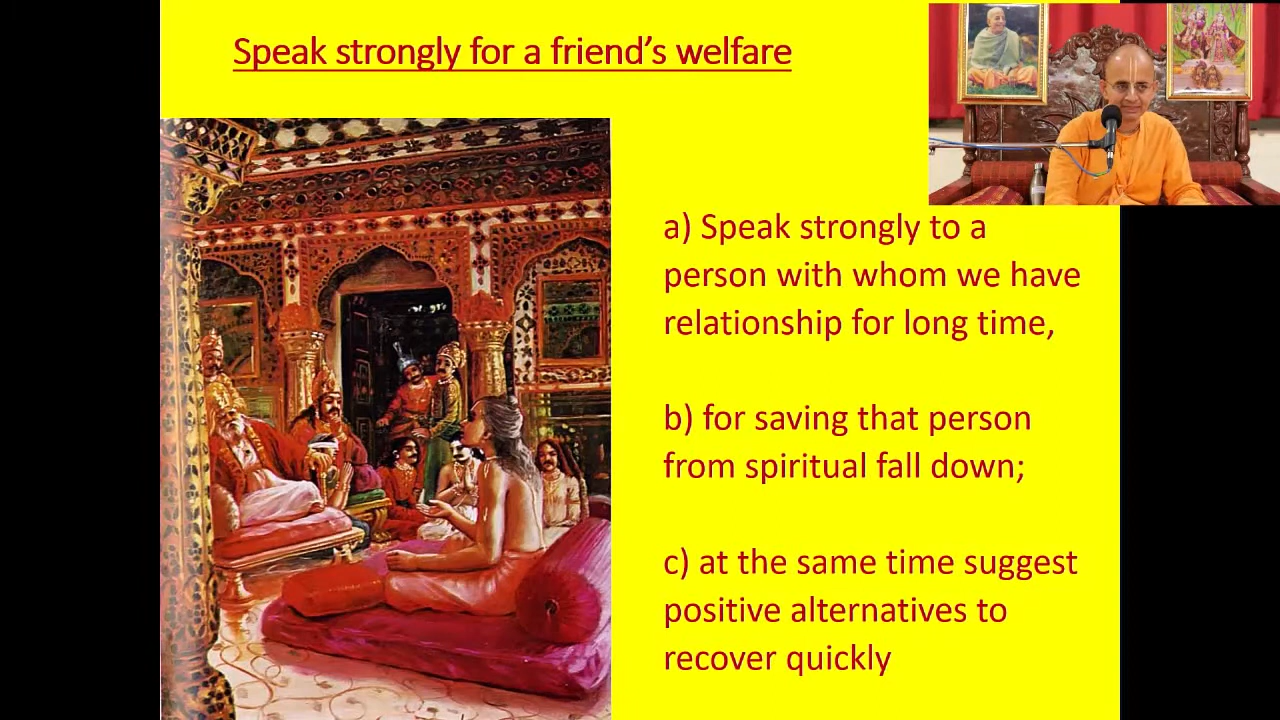 Speak strongly for a friend’s welfare
a) Speak strongly to a
person with whom we have
relationship for long time,
b) for saving that person
from spiritual fall down;
c) at the same time suggest
positive alternatives to
recover quickly